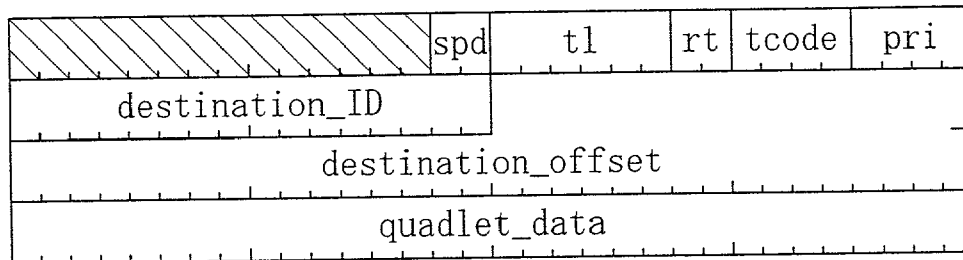 spd tl rt tcode pri
destination_ID
destination_offset
quadlet_data